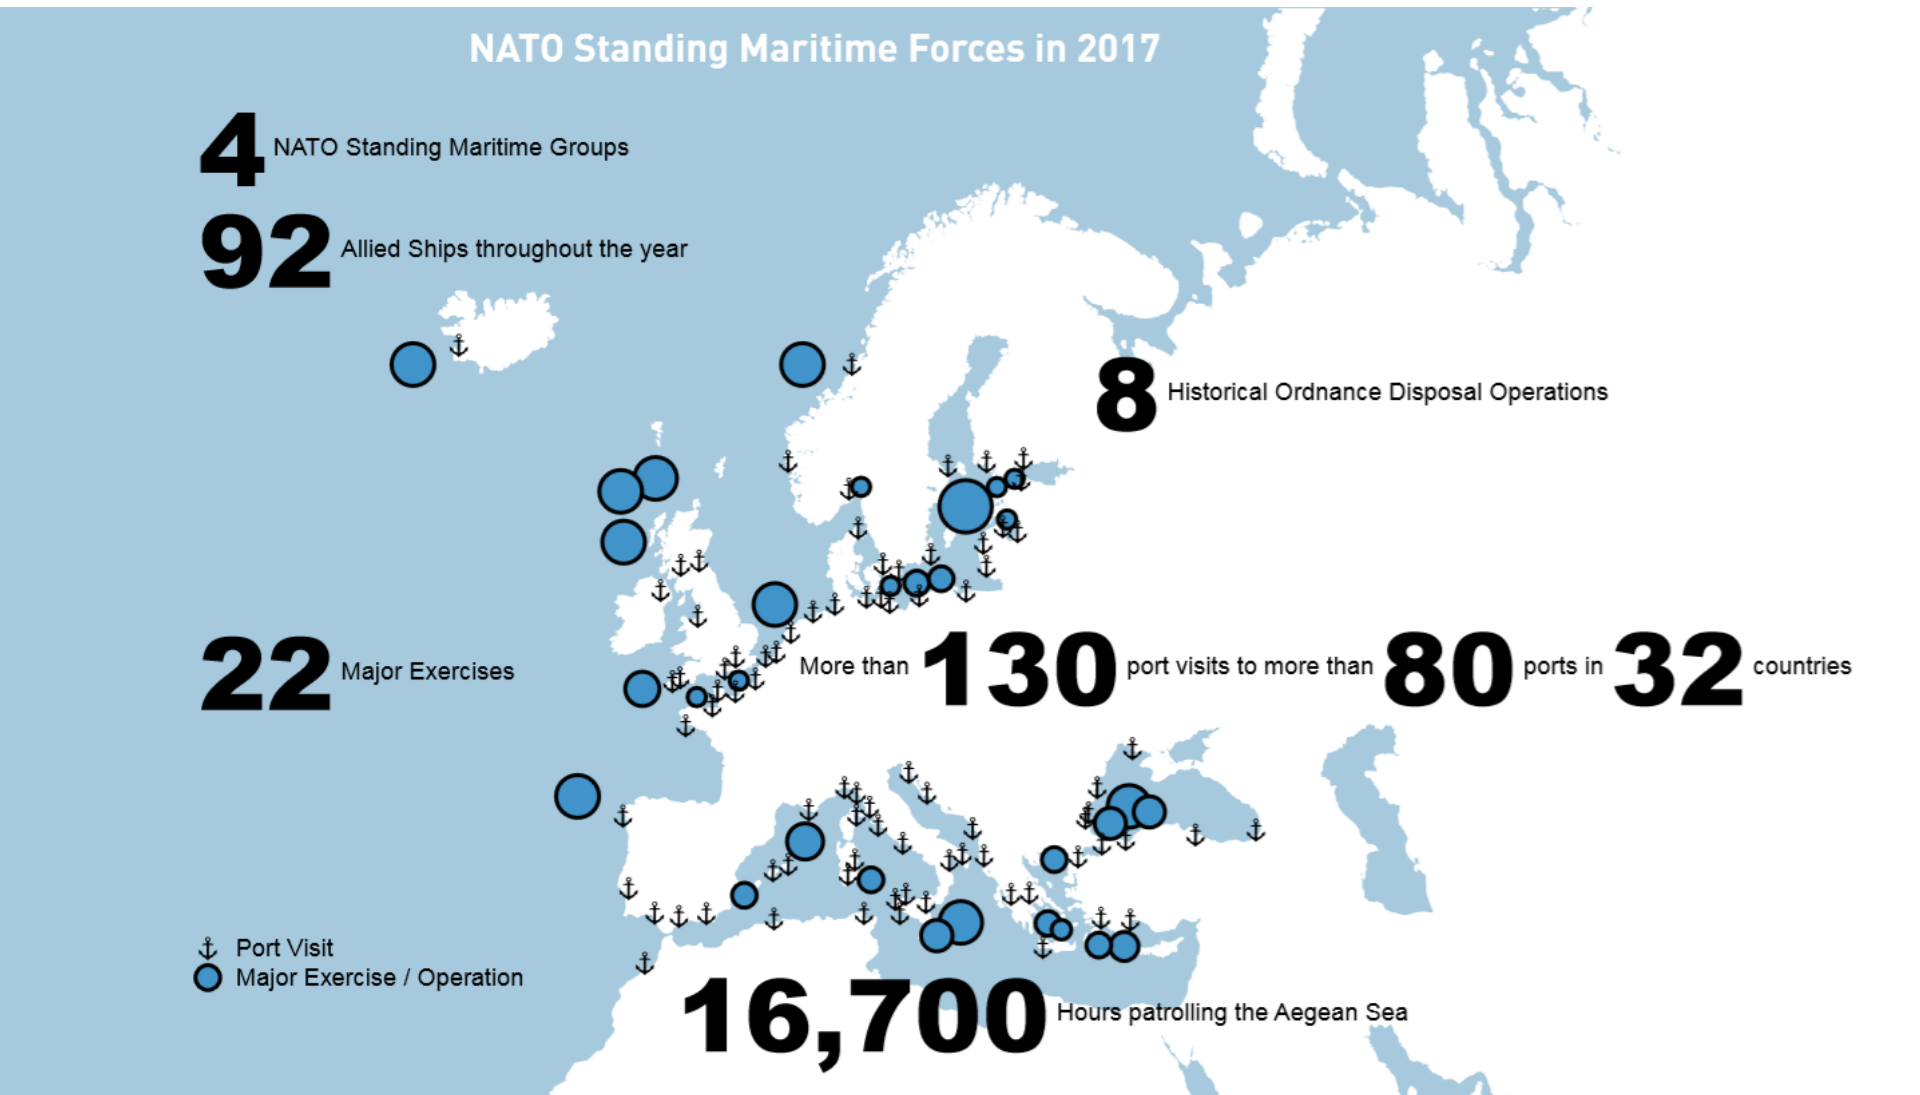 NATO Standing Maritime Forces in 2017
4 NATO Standing Maritime Groups
92 Allied Ships throughout the year
8 Historical Ordnance Disposal Operations
22 Major Exercises
More than 130 port visits to more than 80 ports in 32 countries
Port Visit
Major Exercise / Operation
16,700 Hours patrolling the Aegean Sea